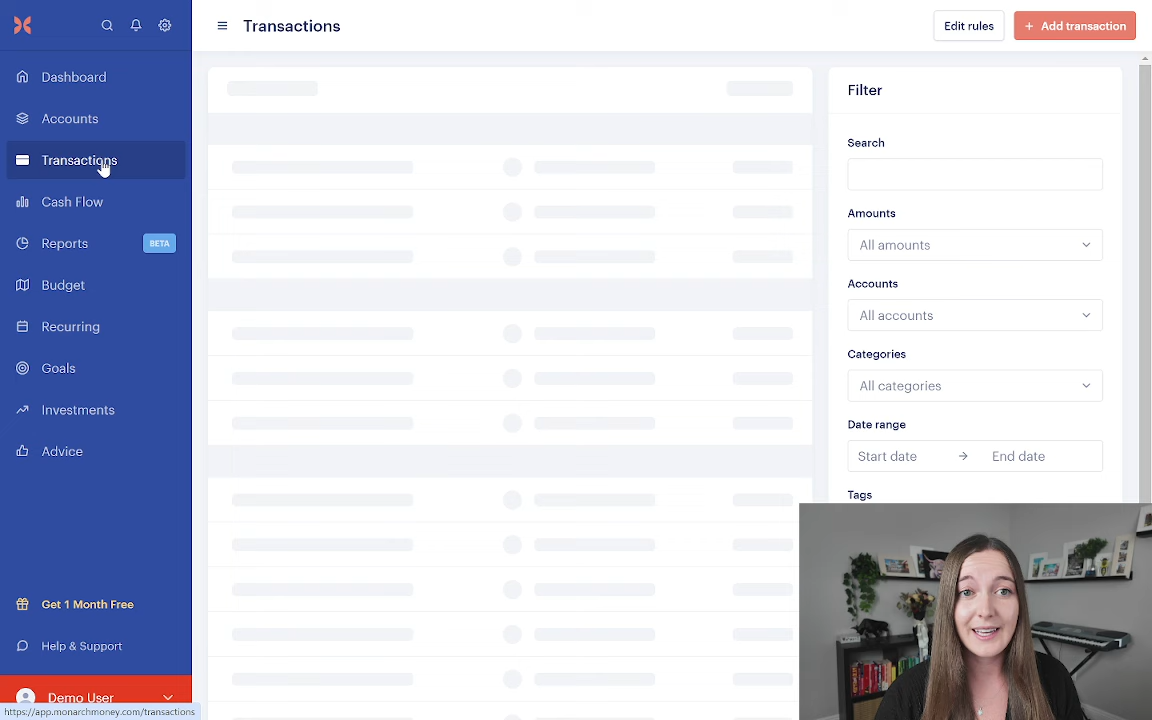 Transactions
Edit rules
+ Add transaction
Dashboard
Accounts
Transactions
Cash Flow
Reports
BETA
Budget
Recurring
Goals
Investments
Advice
Get 1 Month Free
Help & Support
Demo User
https://app.monarchmoney.com/transactions
Filter
Search
Amounts
All amounts
Accounts
All accounts
Categories
All categories
Date range
Start date → End date
Tags